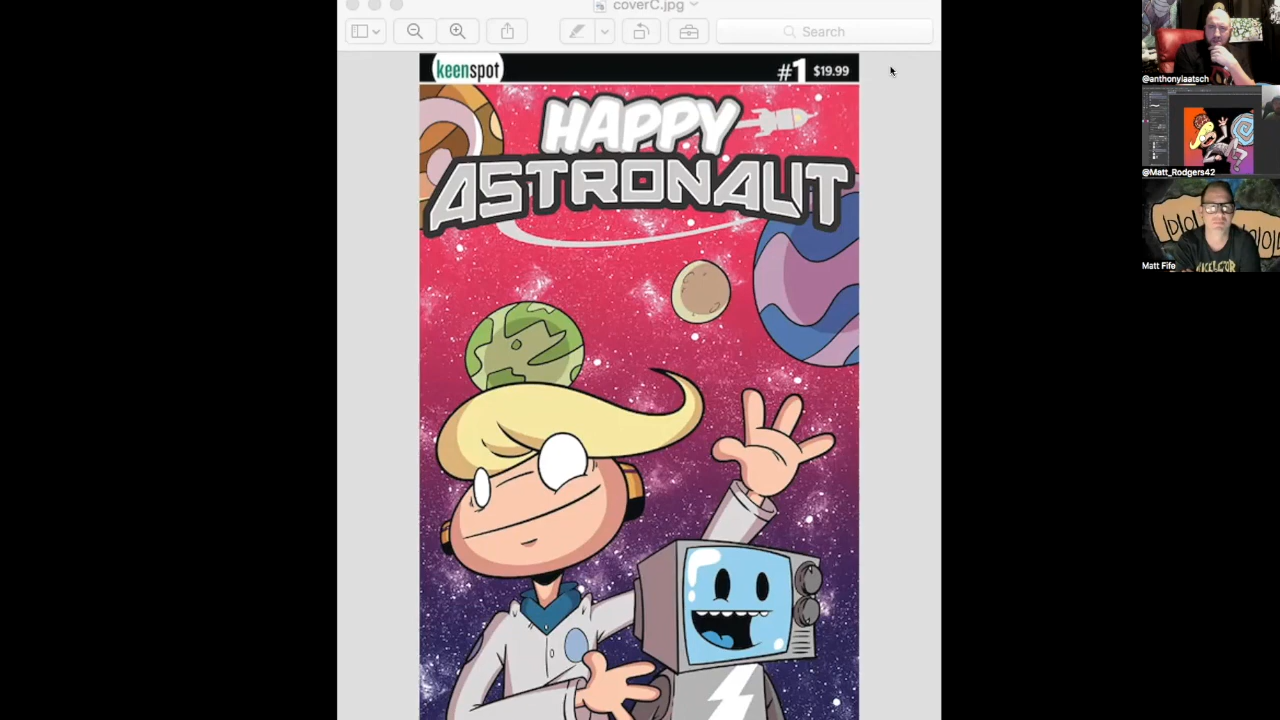 coverC.jpg
Search
keenspot
#1 $19.99
HAPPY
ASTRONAUT
@anthonylaatsch
@Matt_Rodgers42
Matt Fife